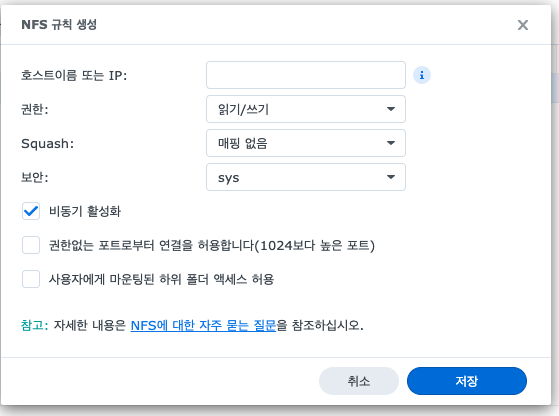 NFS 규칙 생성
호스트이름 또는 IP:
권한: 읽기/쓰기
Squash: 매핑 없음
보안: sys
비동기 활성화
권한없는 포트로부터 연결을 허용합니다(1024보다 높은 포트)
사용자에게 마운팅된 하위 폴더 액세스 허용
참고: 자세한 내용은 NFS에 대한 자주 묻는 질문을 참조하십시오.
취소 저장